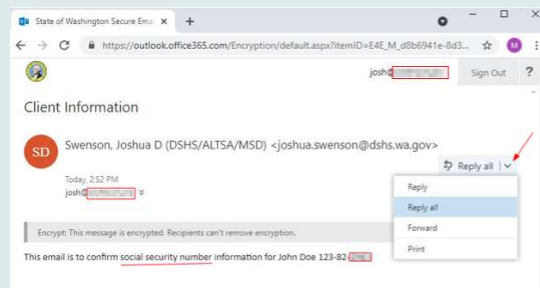 State of Washington Secure Ema
https://outlook.office365.com/Encryption/default.aspx?itemID=E4E_M_d8b6941e-8d3...
M
josh@
Sign Out
?
Client Information
SD
Swenson, Joshua D (DSHS/ALTSA/MSD) <joshua.swenson@dshs.wa.gov>
Reply all
Today, 2:52 PM
josh@
Reply
Reply all
Forward
Print
Encrypt: This message is encrypted. Recipients can't remove encryption.
This email is to confirm social security number information for John Doe 123-82-